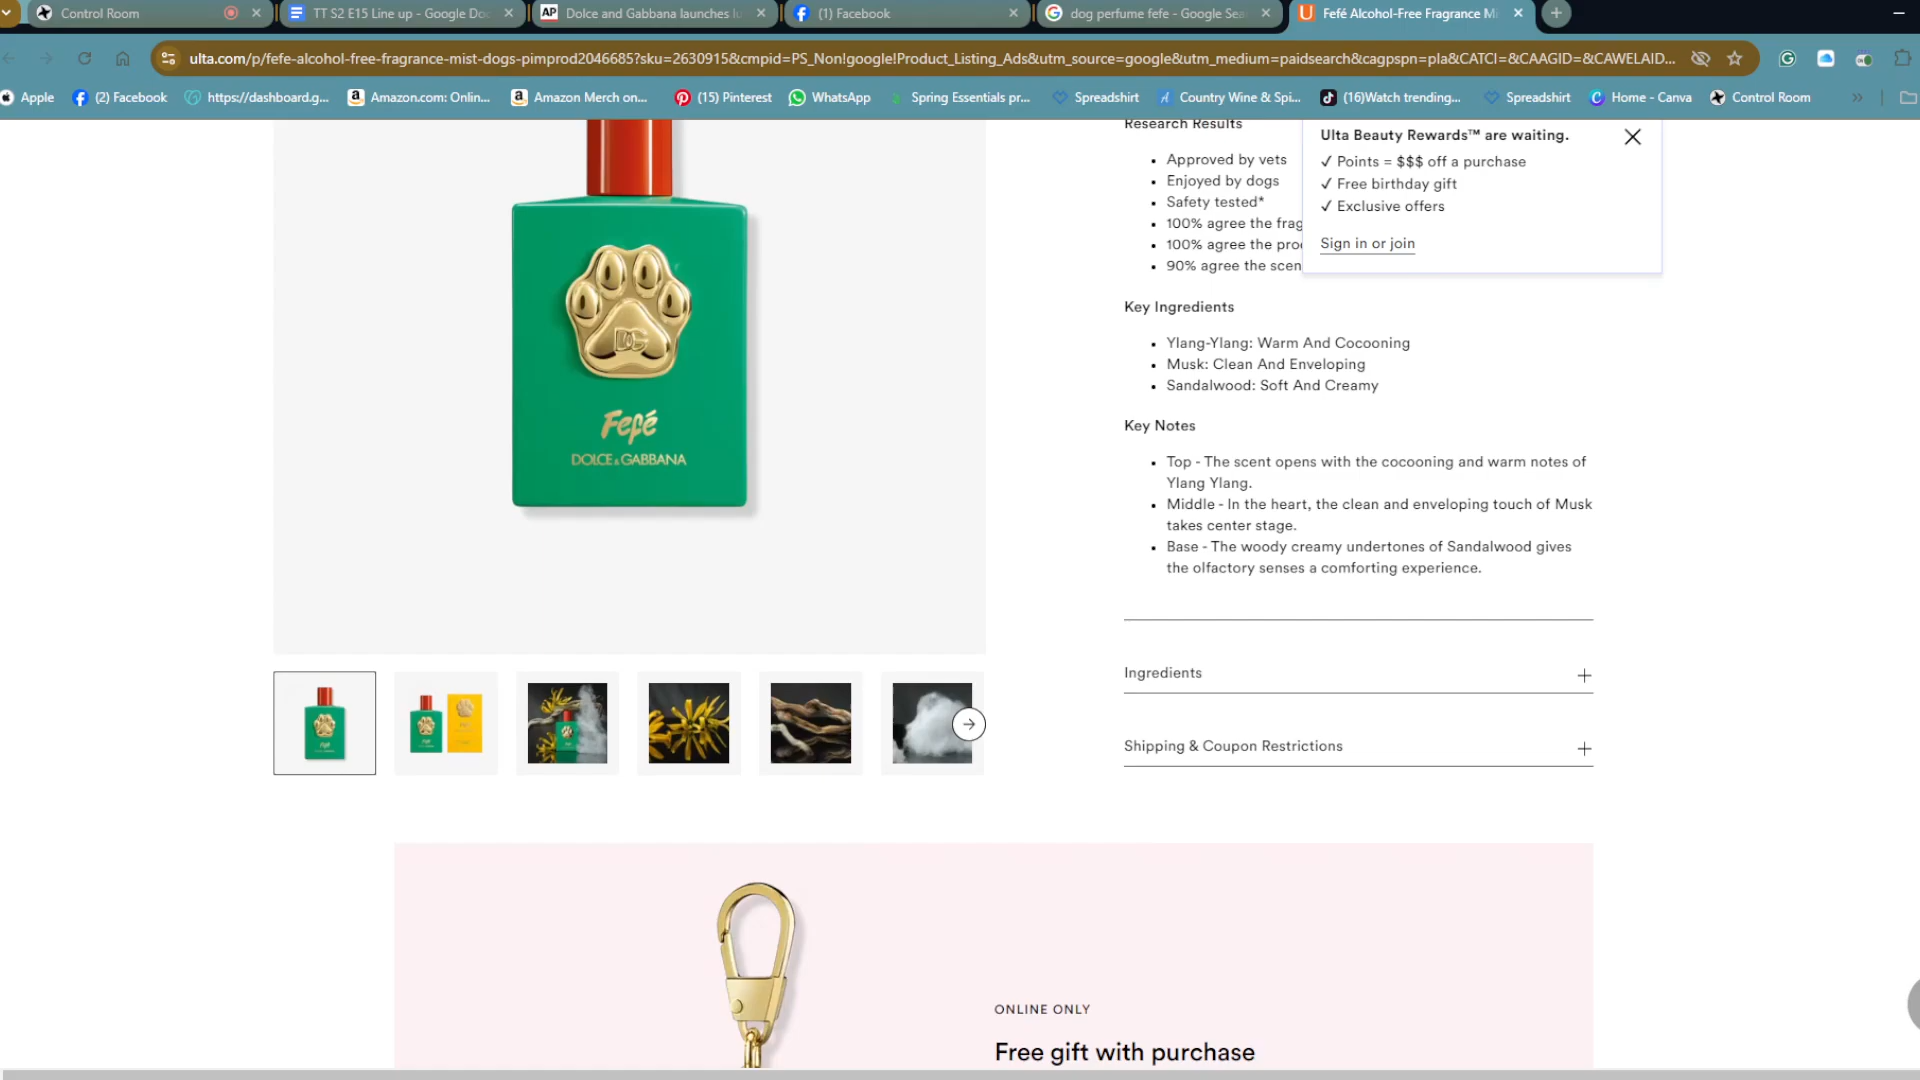 Control Room
TT S2 E15 Line up - Google Do
AP
Dolce and Gabbana launches l
(1) Facebook
dog perfume fefe - Google Sea
Fefé Alcohol-Free Fragrance M
ulta.com/p/fefe-alcohol-free-fragrance-mist-dogs-pimprod2046685?sku=2630915&cmpid=PS_Non!google!Product_Listing_Ads&utm_source=google&utm_medium=paidsearch&cagpspn=pla&CATCI=&CAAGID=&CAWELAID...
Apple
(2) Facebook
https://dashboard.g...
Amazon.com: Onlin...
Amazon Merch on...
(15) Pinterest
WhatsApp
Spring Essentials pr...
Spreadshirt
Country Wine & Spi...
(16)Watch trending...
Spreadshirt
Home - Canva
Control Room
Research Results
Approved by vets
Enjoyed by dogs
Safety tested*
100% agree the frag
100% agree the pro
90% agree the scen
Ulta Beauty Rewards™ are waiting.
✓ Points = $$$ off a purchase
✓ Free birthday gift
✓ Exclusive offers
Sign in or join
Key Ingredients
Ylang-Ylang: Warm And Cocooning
Musk: Clean And Enveloping
Sandalwood: Soft And Creamy
Key Notes
Top - The scent opens with the cocooning and warm notes of
Ylang Ylang.
Middle - In the heart, the clean and enveloping touch of Musk
takes center stage.
Base - The woody creamy undertones of Sandalwood gives
the olfactory senses a comforting experience.
DG
Fefé
DOLCE & GABBANA
Ingredients
Shipping & Coupon Restrictions
ONLINE ONLY
Free gift with purchase